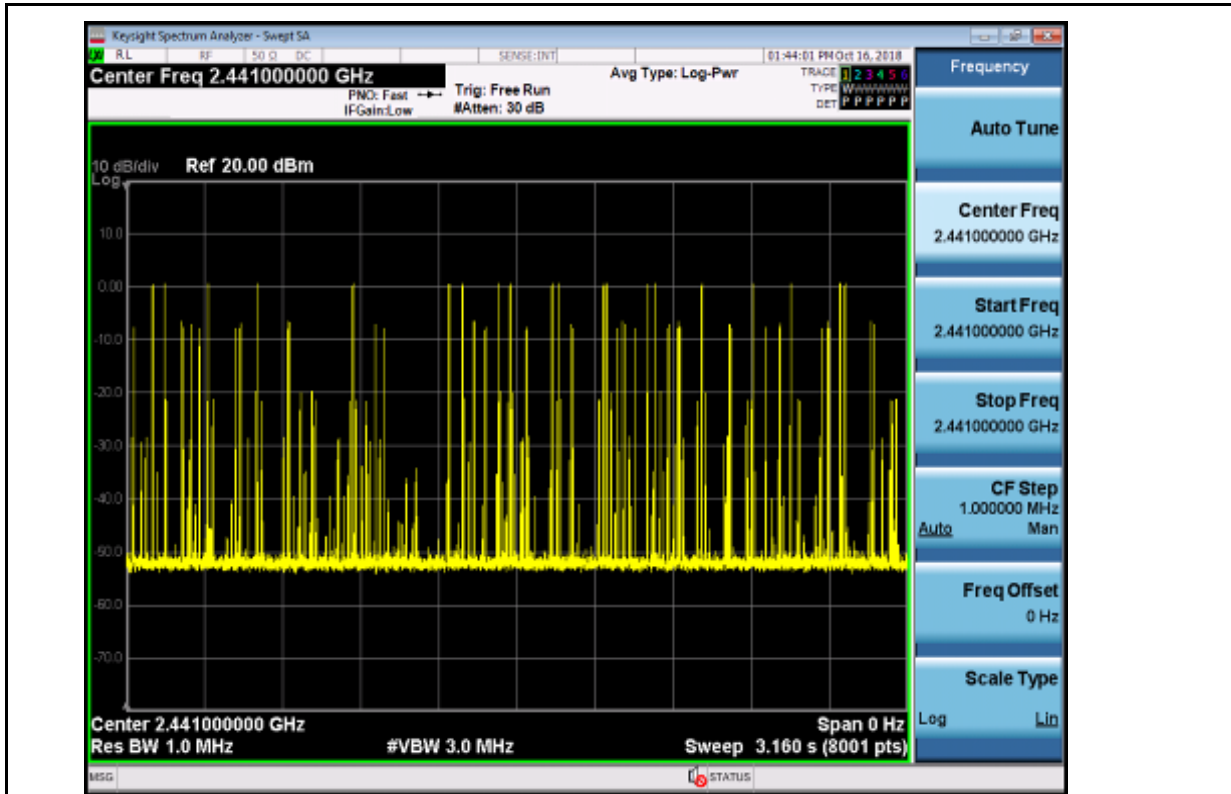 Keysight Spectrum Analyzer - Swept SA
RL RF 50 Ω DC SENSE:INT 01:44:01 PM Oct 16, 2018
Center Freq 2.441000000 GHz Avg Type: Log-Pwr TRACE 1 2 3 4 5 6
PNO: Fast Trig: Free Run TYPE WWWWWW
IFGain:Low #Atten: 30 dB DET P P P P P P
10 dB/div Ref 20.00 dBm
Log
10.0
0.00
-10.0
-20.0
-30.0
-40.0
-50.0
-60.0
-70.0
Center 2.441000000 GHz Span 0 Hz
Res BW 1.0 MHz #VBW 3.0 MHz Sweep 3.160 s (8001 pts)
MSG STATUS
Frequency
Auto Tune
Center Freq
2.441000000 GHz
Start Freq
2.441000000 GHz
Stop Freq
2.441000000 GHz
CF Step
1.000000 MHz
Auto Man
Freq Offset
0 Hz
Scale Type
Log Lin